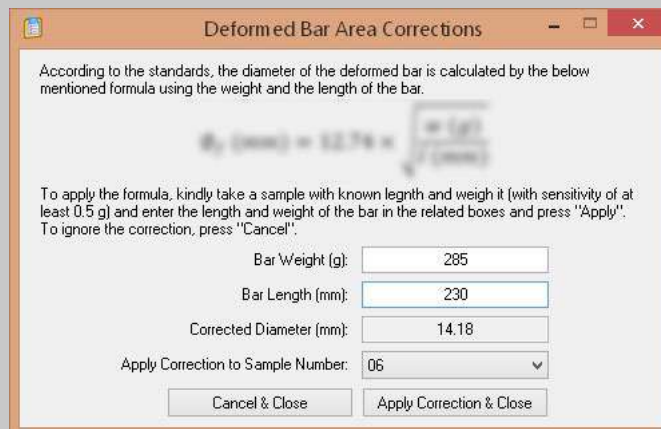 Deformed Bar Area Corrections
According to the standards, the diameter of the deformed bar is calculated by the below
mentioned formula using the weight and the length of the bar.
To apply the formula, kindly take a sample with known legnth and weigh it (with sensitivity of at
least 0.5 g) and enter the length and weight of the bar in the related boxes and press "Apply".
To ignore the correction, press "Cancel".
Bar Weight (g): 285
Bar Length (mm): 230
Corrected Diameter (mm): 14.18
Apply Correction to Sample Number: 06
Cancel & Close Apply Correction & Close